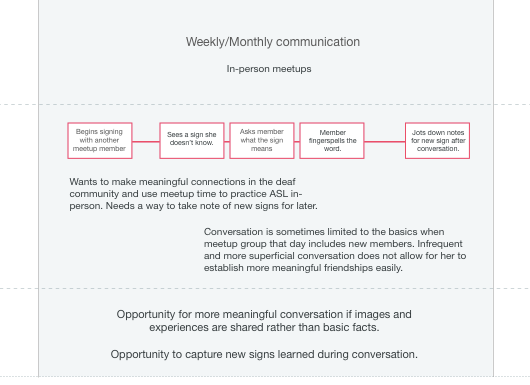 Weekly/Monthly communication
In-person meetups
Begins signing
with another
meetup member
Sees a sign she
doesn't know.
Asks member
what the sign
means
Member
fingerspells the
word.
Jots down notes
for new sign after
conversation.
Wants to make meaningful connections in the deaf
community and use meetup time to practice ASL in-
person. Needs a way to take note of new signs for later.
Conversation is sometimes limited to the basics when
meetup group that day includes new members. Infrequent
and more superficial conversation does not allow for her to
establish more meaningful friendships easily.
Opportunity for more meaningful conversation if images and
experiences are shared rather than basic facts.
Opportunity to capture new signs learned during conversation.